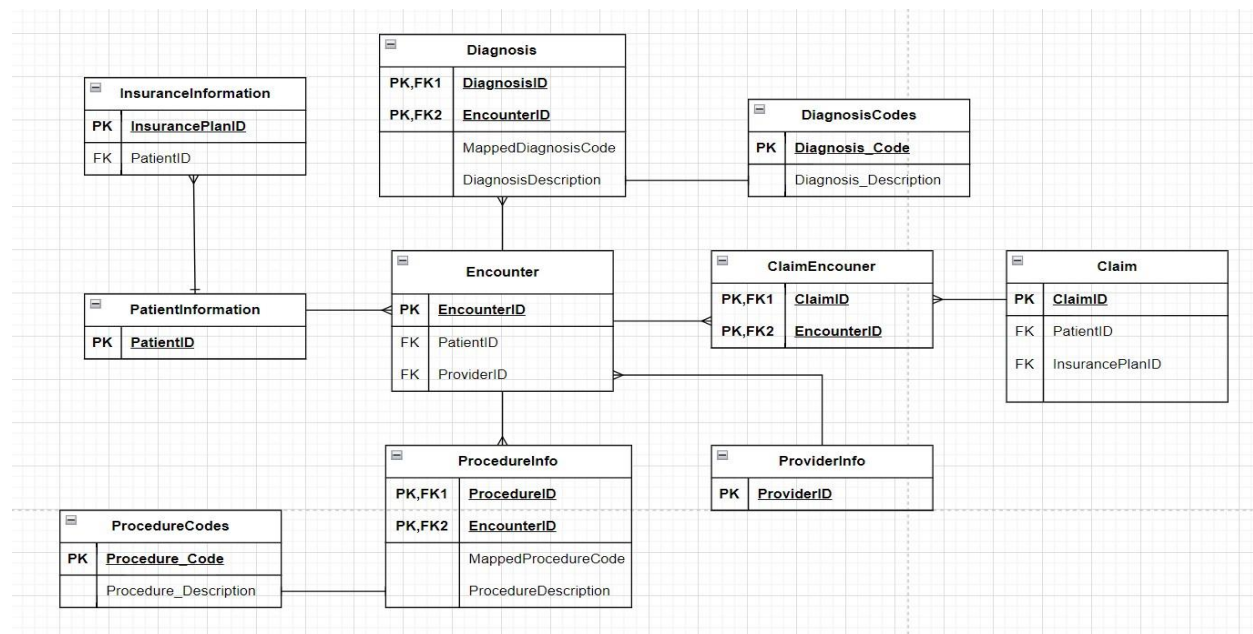 Diagnosis
PK,FK1 DiagnosisID
PK,FK2 EncounterID
MappedDiagnosisCode
DiagnosisDescription
InsuranceInformation
PK InsurancePlanID
FK PatientID
DiagnosisCodes
PK Diagnosis_Code
Diagnosis_Description
PatientInformation
PK PatientID
Encounter
PK EncounterID
FK PatientID
FK ProviderID
ClaimEncouner
PK,FK1 ClaimID
PK,FK2 EncounterID
Claim
PK ClaimID
FK PatientID
FK InsurancePlanID
ProcedureInfo
PK,FK1 ProcedureID
PK,FK2 EncounterID
MappedProcedureCode
ProcedureDescription
ProviderInfo
PK ProviderID
ProcedureCodes
PK Procedure_Code
Procedure_Description